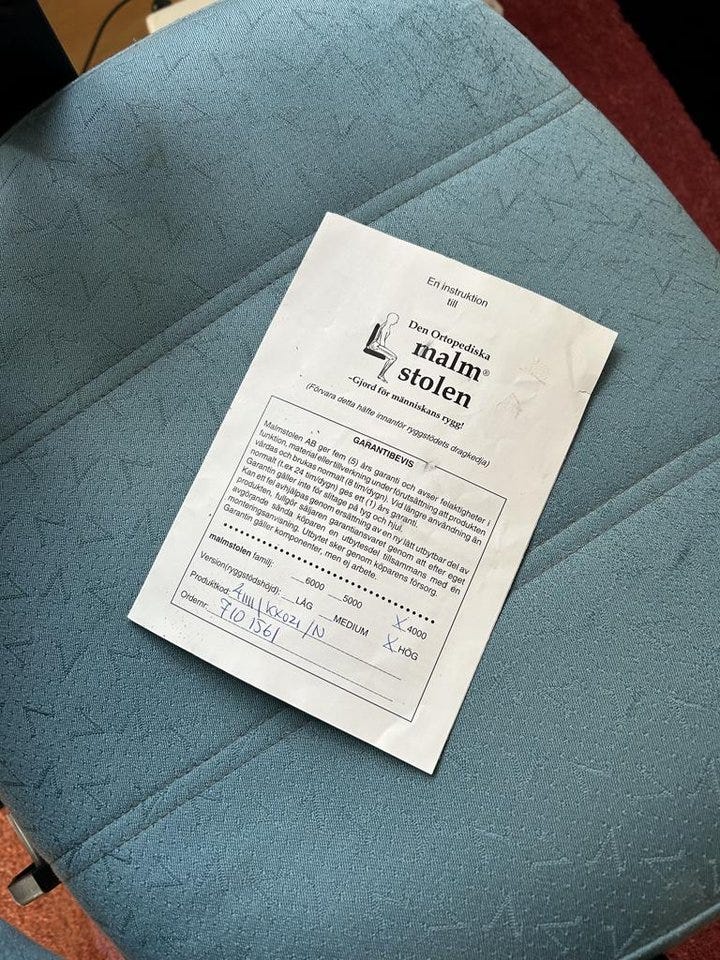 En instruktion
till
Den Ortopediska
malm®
stolen
-Gjord för människans rygg!
(Förvara detta häfte innanför ryggstödets dragkedja)
GARANTIBEVIS
Malmstolen AB ger fem (5) års garanti och avser felaktigheter i
funktion, material eller tillverkning under förutsättning att produkten
vårdas och brukas normalt (8 tim/dygn). Vid längre användning än
normalt (t.ex 24 tim/dygn) ges ett (1) års garanti.
Garantin gäller inte för slitage på tyg och hjul.
Kan ett fel avhjälpas genom ersättning av en ny lätt utbytbar del av
produkten, fullgör säljaren garantiansvaret genom att efter eget
avgörande sända köparen en utbytesdel tillsammans med en
monteringsanvisning. Utbytet sker genom köparens försorg.
Garantin gäller komponenter, men ej arbete.
malmstolen familj: __6000 __5000 X 4000
Version(ryggstödshöjd): __LÅG __MEDIUM X HÖG
Produktkod: /KK021/N
Ordernr: 7101561